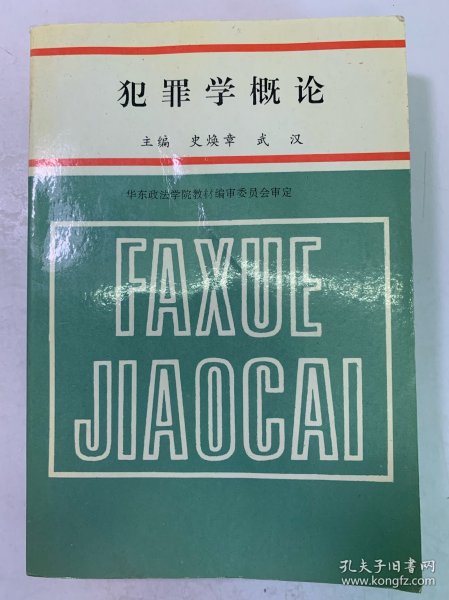 犯罪学概论
主编 史焕章 武汉
华东政法学院教材编审委员会审定
FAXUE
JIAOCAI
孔夫子旧书网
www.kongfz.com